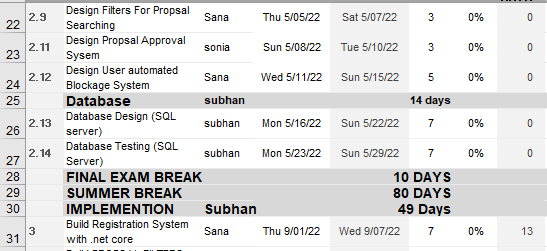 22 2.9 Design Filters For Propsal Searching Sana Thu 5/05/22 Sat 5/07/22 3 0% 0
23 2.11 Design Propsal Approval Sysem sonia Sun 5/08/22 Tue 5/10/22 3 0% 0
24 2.12 Design User automated Blockage System Sana Wed 5/11/22 Sun 5/15/22 5 0% 0
25 Database subhan 14 days
26 2.13 Database Design (SQL server) subhan Mon 5/16/22 Sun 5/22/22 7 0% 0
27 2.14 Database Testing (SQL server) subhan Mon 5/23/22 Sun 5/29/22 7 0% 0
28 FINAL EXAM BREAK 10 DAYS
29 SUMMER BREAK 80 DAYS
30 IMPLEMENTION Subhan 49 Days
31 3 Build Registration System with .net core Sana Thu 9/01/22 Wed 9/07/22 7 0% 13